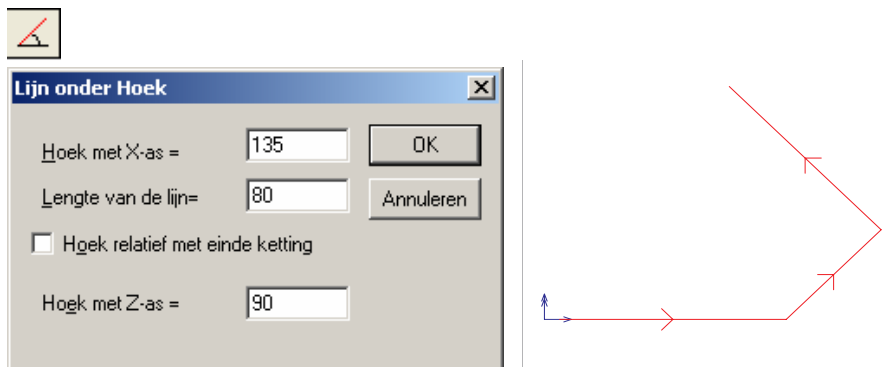 Lijn onder Hoek
Hoek met X-as = 135
OK
Lengte van de lijn= 80
Annuleren
Hoek relatief met einde ketting
Hoek met Z-as = 90